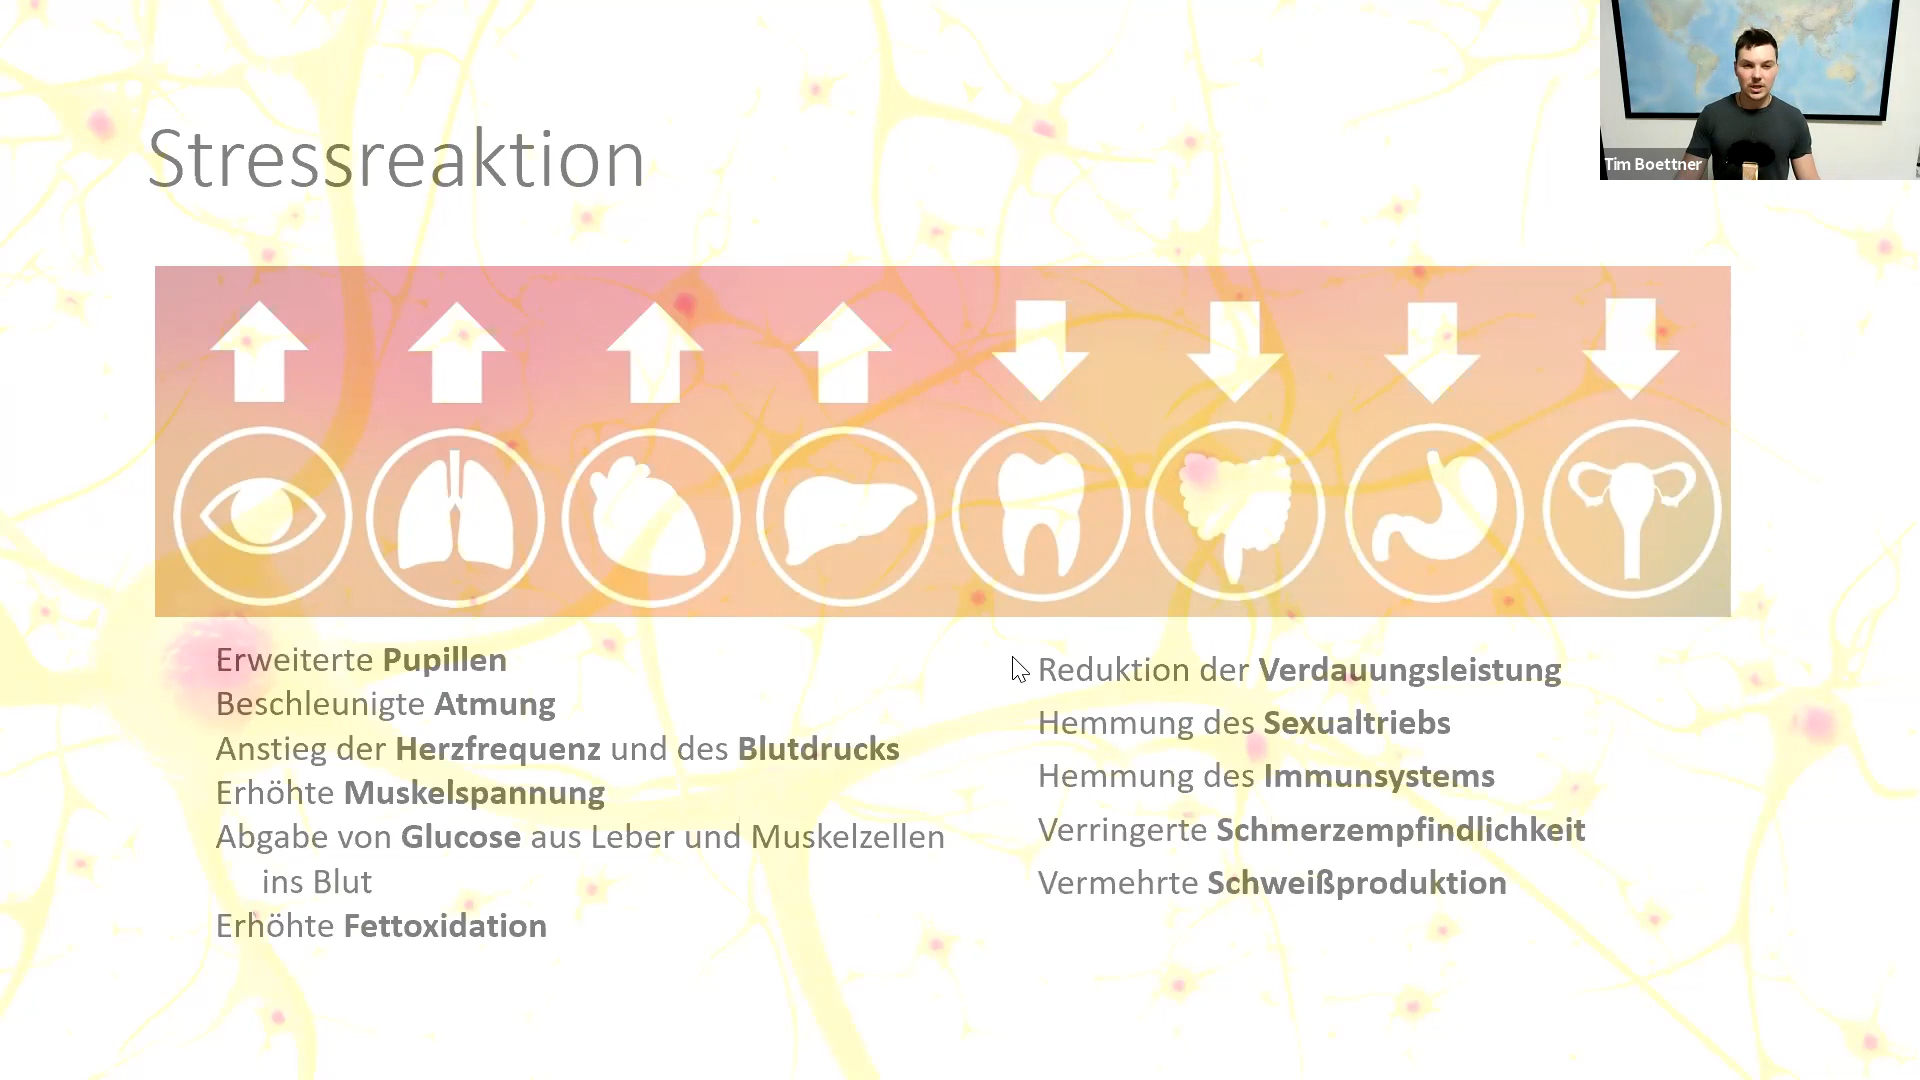 Stressreaktion
Tim Boettner
Erweiterte Pupillen
Beschleunigte Atmung
Anstieg der Herzfrequenz und des Blutdrucks
Erhöhte Muskelspannung
Abgabe von Glucose aus Leber und Muskelzellen
ins Blut
Erhöhte Fettoxidation
Reduktion der Verdauungsleistung
Hemmung des Sexualtriebs
Hemmung des Immunsystems
Verringerte Schmerzempfindlichkeit
Vermehrte Schweißproduktion